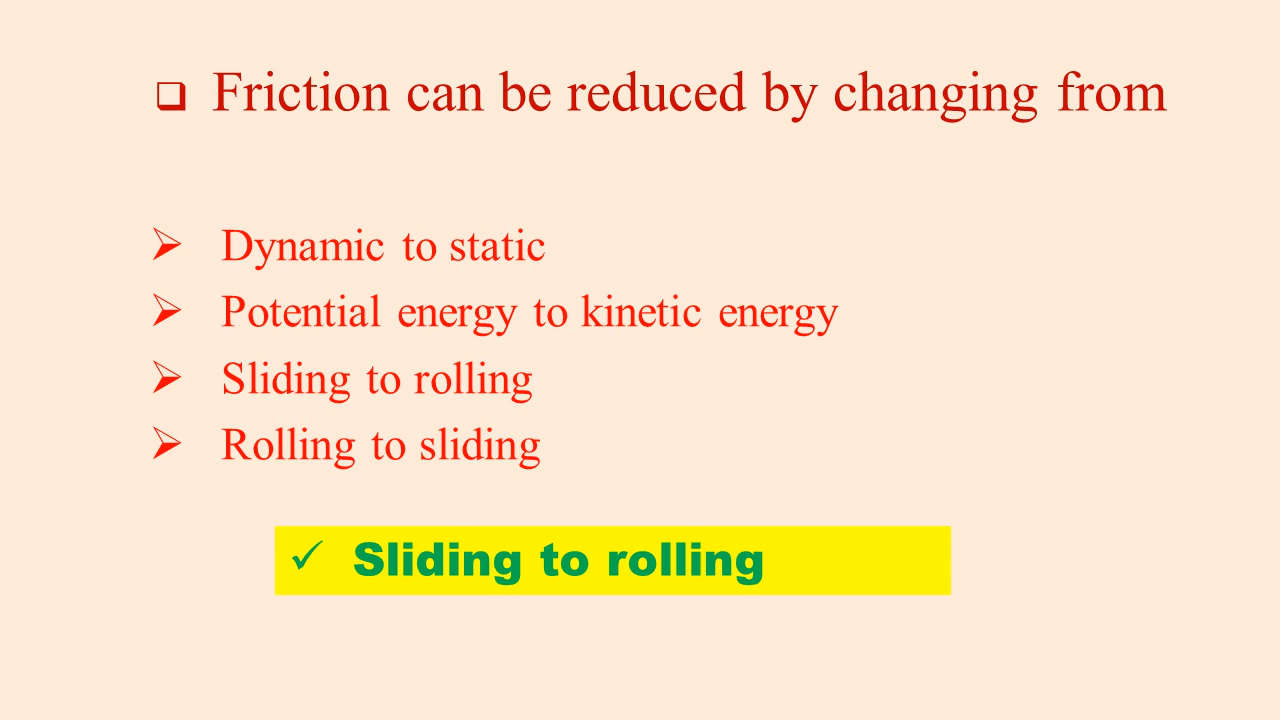 ❑ Friction can be reduced by changing from
➢ Dynamic to static
➢ Potential energy to kinetic energy
➢ Sliding to rolling
➢ Rolling to sliding
✓ Sliding to rolling